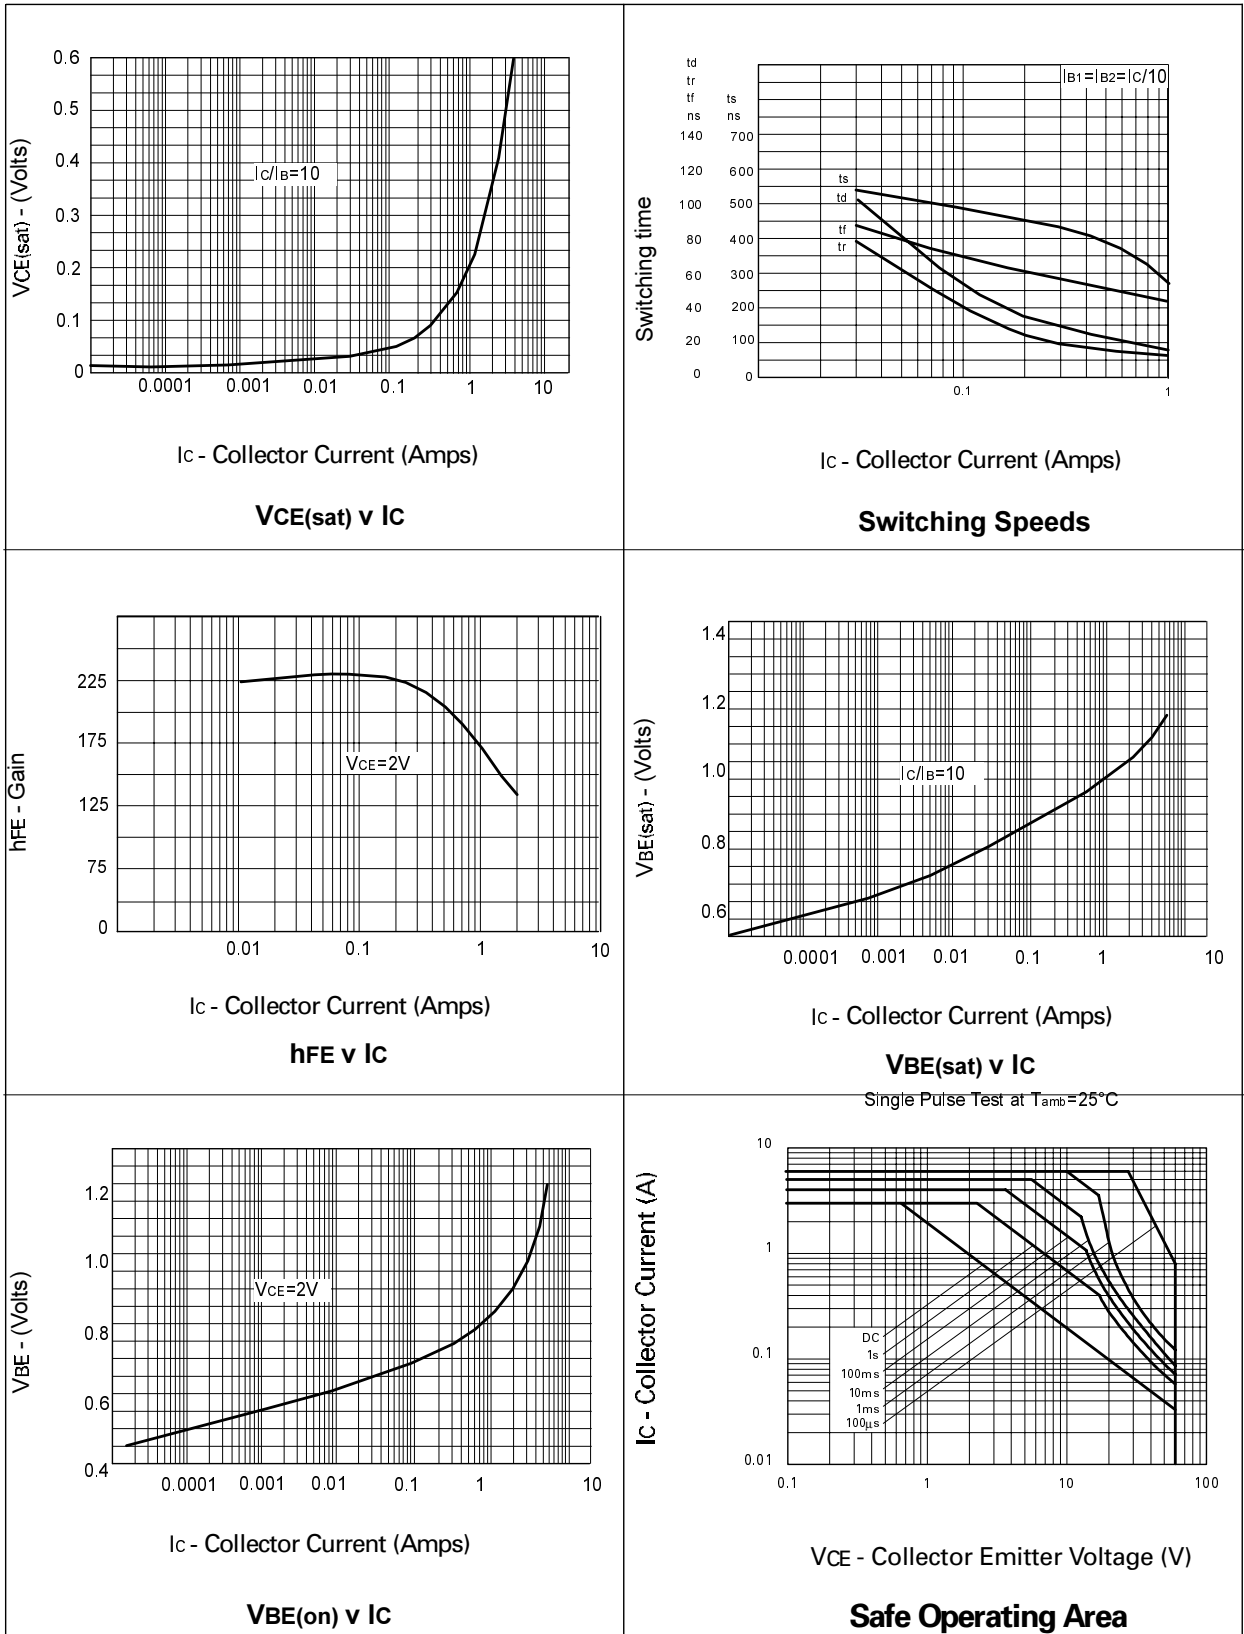 0.6
0.5
0.4
0.3
0.2
0.1
0
VCE(sat) - (Volts)
IC/IB=10
0.0001 0.001 0.01 0.1 1 10
IC - Collector Current (Amps)
VCE(sat) v IC
td
tr
tf ts
ns ns
140 700
120 600
100 500
80 400
60 300
40 200
20 100
0 0
Switching time
IB1=IB2=IC/10
ts
td
tf
tr
0.1 1
IC - Collector Current (Amps)
Switching Speeds
225
175
125
75
0
hFE - Gain
VCE=2V
0.01 0.1 1 10
IC - Collector Current (Amps)
hFE v IC
1.4
1.2
1.0
0.8
0.6
VBE(sat) - (Volts)
IC/IB=10
0.0001 0.001 0.01 0.1 1 10
IC - Collector Current (Amps)
VBE(sat) v IC
1.2
1.0
0.8
0.6
0.4
VBE - (Volts)
VCE=2V
0.0001 0.001 0.01 0.1 1 10
IC - Collector Current (Amps)
VBE(on) v IC
Single Pulse Test at Tamb=25°C
10
1
0.1
0.01
IC - Collector Current (A)
DC
1s
100ms
10ms
1ms
100µs
0.1 1 10 100
VCE - Collector Emitter Voltage (V)
Safe Operating Area